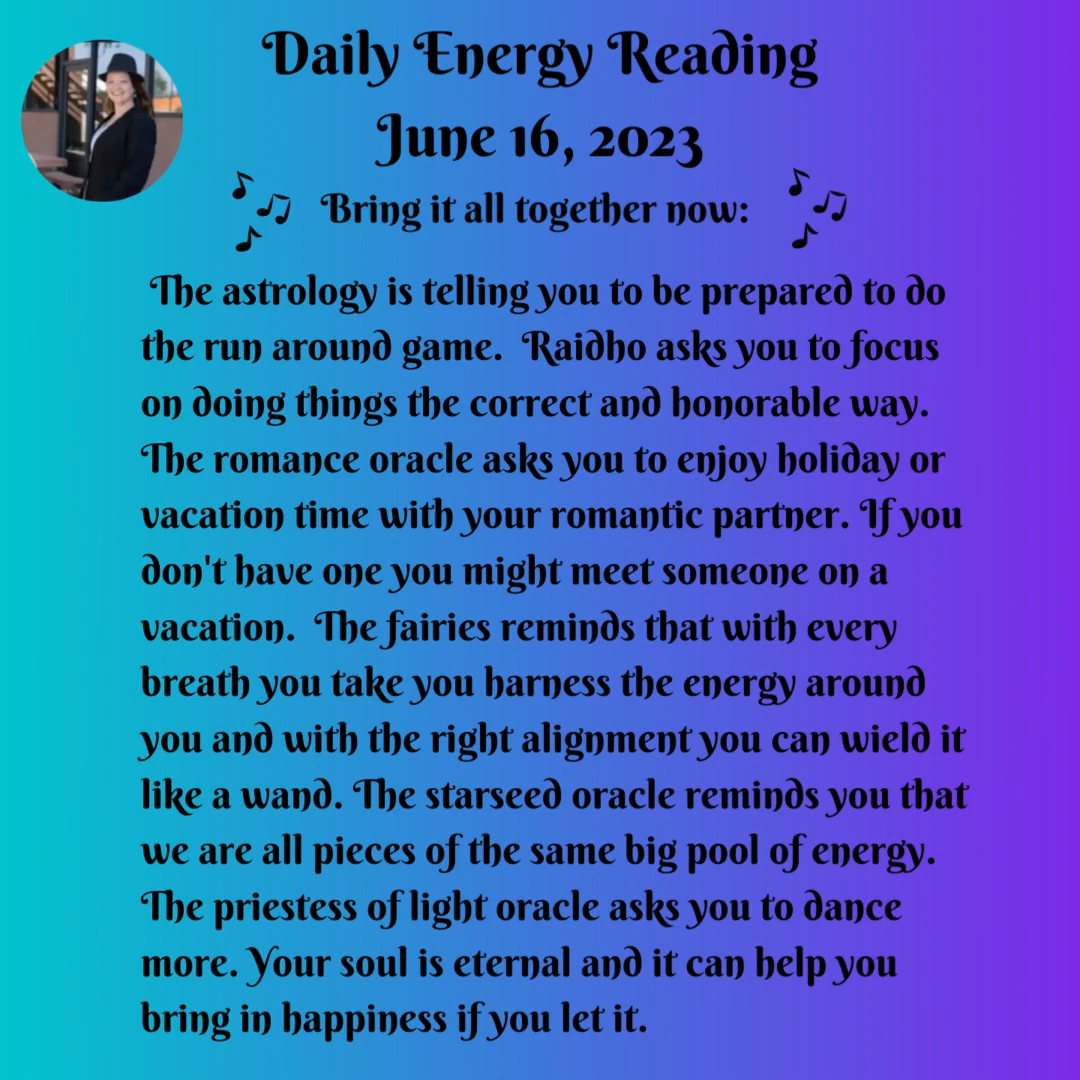 Daily Energy Reading
June 16, 2023
Bring it all together now:
The astrology is telling you to be prepared to do
the run around game. Raidho asks you to focus
on doing things the correct and honorable way.
The romance oracle asks you to enjoy holiday or
vacation time with your romantic partner. If you
don't have one you might meet someone on a
vacation. The fairies reminds that with every
breath you take you harness the energy around
you and with the right alignment you can wield it
like a wand. The starseed oracle reminds you that
we are all pieces of the same big pool of energy.
The priestess of light oracle asks you to dance
more. Your soul is eternal and it can help you
bring in happiness if you let it.